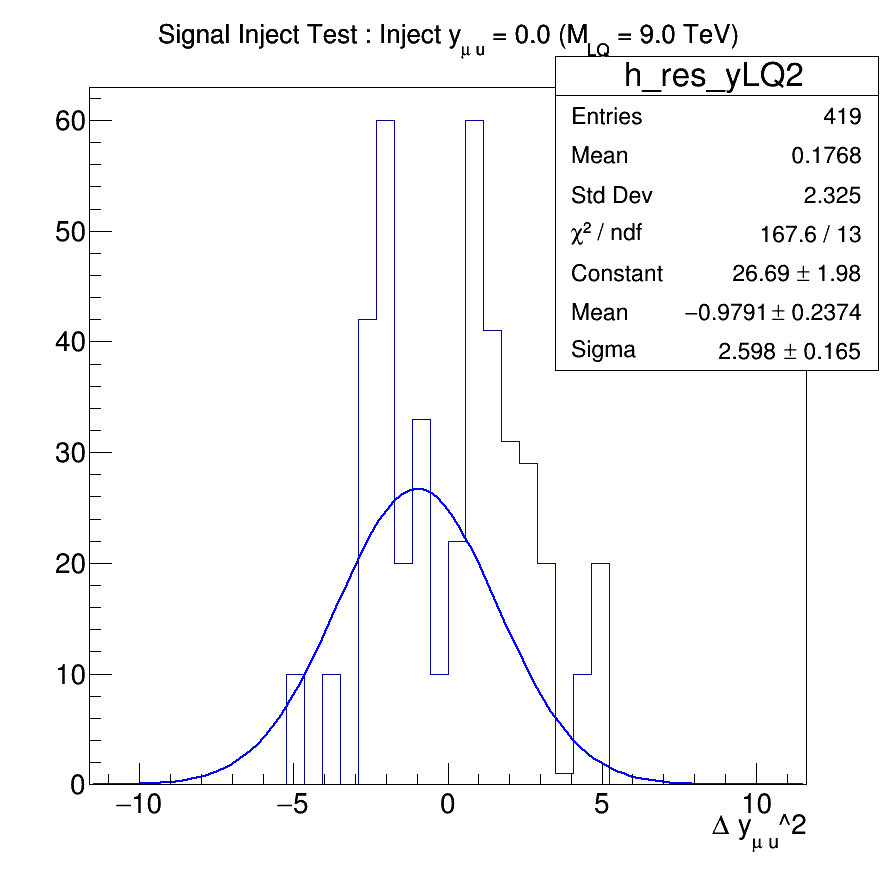 Signal Inject Test : Inject y_μ u = 0.0 (M_LQ = 9.0 TeV)
h_res_yLQ2
Entries 419
Mean 0.1768
Std Dev 2.325
χ² / ndf 167.6 / 13
Constant 26.69 ± 1.98
Mean −0.9791 ± 0.2374
Sigma 2.598 ± 0.165
60
50
40
30
20
10
0
−10 −5 0 5 10
Δ y_μ u^2